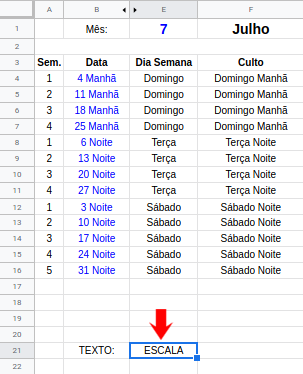 A B E F
1 Mês: 7 Julho
2
3 Sem. Data Dia Semana Culto
4 1 4 Manhã Domingo Domingo Manhã
5 2 11 Manhã Domingo Domingo Manhã
6 3 18 Manhã Domingo Domingo Manhã
7 4 25 Manhã Domingo Domingo Manhã
8 1 6 Noite Terça Terça Noite
9 2 13 Noite Terça Terça Noite
10 3 20 Noite Terça Terça Noite
11 4 27 Noite Terça Terça Noite
12 1 3 Noite Sábado Sábado Noite
13 2 10 Noite Sábado Sábado Noite
14 3 17 Noite Sábado Sábado Noite
15 4 24 Noite Sábado Sábado Noite
16 5 31 Noite Sábado Sábado Noite
17
18
19
20
21 TEXTO: ESCALA
22